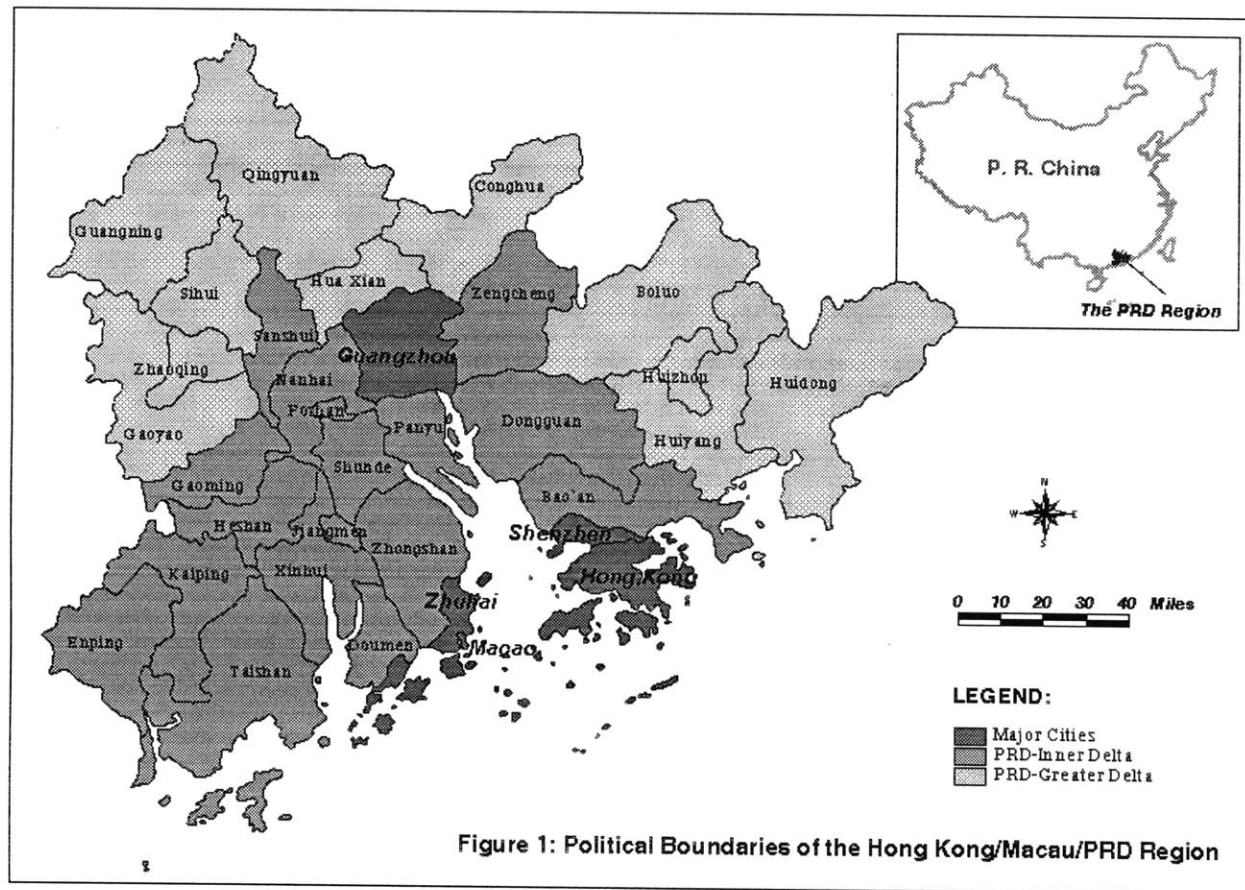 P. R. China
The PRD Region
Qingyuan
Conghua
Guangning
Hua Xian
Sihui
Zengcheng
Boluo
Sanshui
Guangzhou
Zhaoqing
Nanhai
Huizhou
Huidong
Foshan
Panyu
Dongguan
Gaoyao
Huiyang
Shunde
Gaoming
Bao'an
Heshan
Jiangmen
Shenzhen
Zhongshan
Kaiping
Xinhui
Hong Kong
Zhuhai
Enping
Doumen
Macao
Taishan
N
W E
S
0 10 20 30 40 Miles
LEGEND:
Major Cities
PRD-Inner Delta
PRD-Greater Delta
Figure 1: Political Boundaries of the Hong Kong/Macau/PRD Region